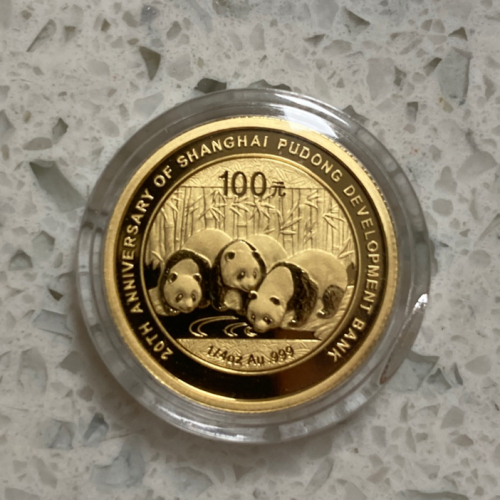 20TH ANNIVERSARY OF SHANGHAI PUDONG DEVELOPMENT BANK
100元
1/4oz Au .999